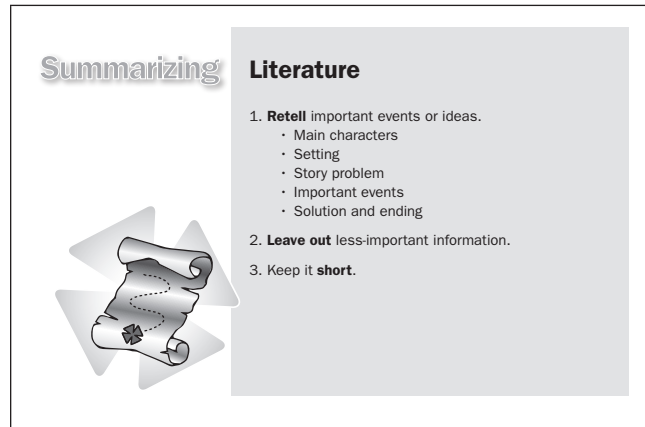 Summarizing
Literature
1. Retell important events or ideas.
· Main characters
· Setting
· Story problem
· Important events
· Solution and ending
2. Leave out less-important information.
3. Keep it short.